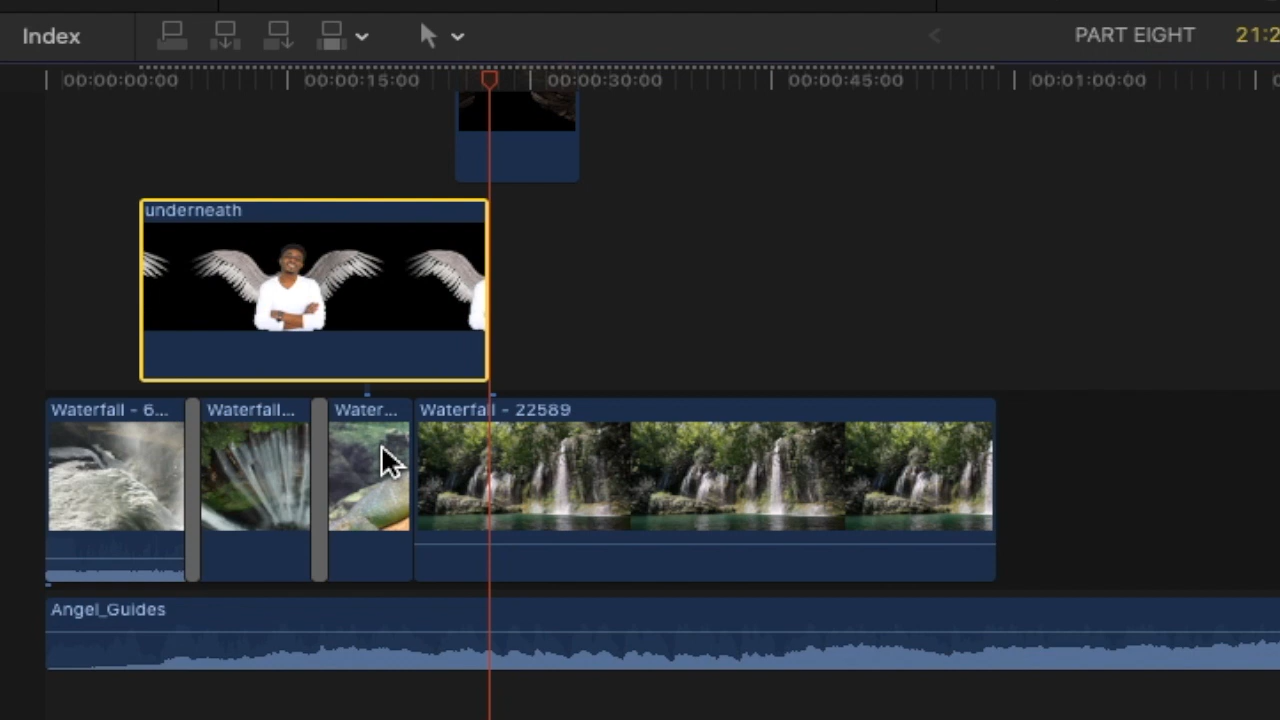 Index
PART EIGHT
21:2
00:00:00:00 00:00:15:00 00:00:30:00 00:00:45:00 00:01:00:00
underneath
Waterfall - 6... Waterfall... Water... Waterfall - 22589
Angel_Guides